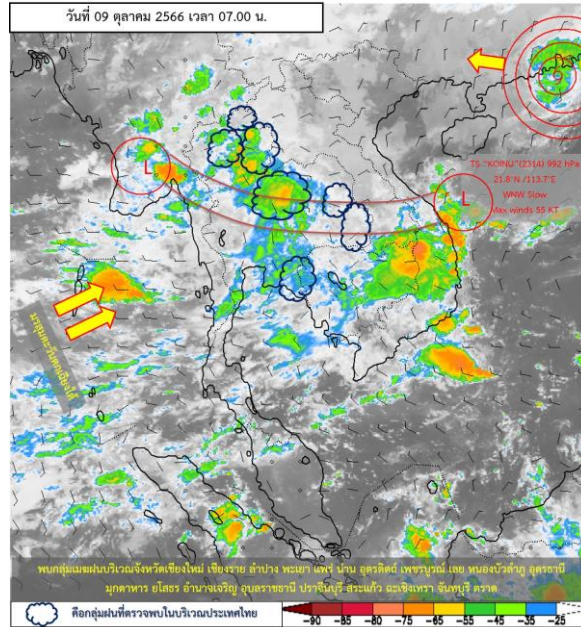 วันที่ 09 ตุลาคม 2566 เวลา 07.00 น.
L
TS "KOINU"(2314) 992 hPa
21.8°N /113.7°E
WNW Slow
Max winds 55 KT
L
มรสุมตะวันตกเฉียงใต้
พบกลุ่มเมฆฝนบริเวณจังหวัดเชียงใหม่ เชียงราย ลำปาง พะเยา แพร่ น่าน อุตรดิตถ์ เพชรบูรณ์ เลย หนองบัวลำภู อุดรธานี
มุกดาหาร ยโสธร อำนาจเจริญ อุบลราชธานี ปราจีนบุรี สระแก้ว ฉะเชิงเทรา จันทบุรี ตราด
คือกลุ่มฝนที่ตรวจพบในบริเวณประเทศไทย
-90 -80 -75 -65 -55 -45 -35 -25